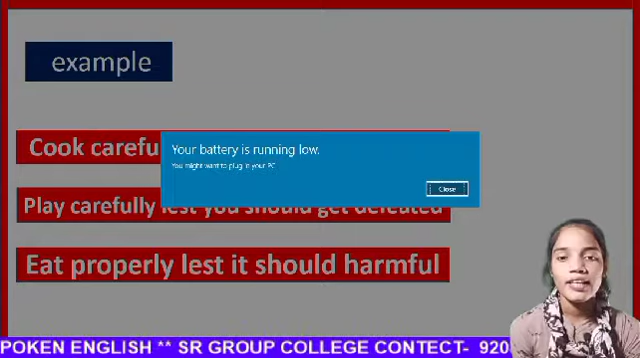 example
Cook carefu
Your battery is running low.
You might want to plug in your PC
Close
Play carefully lest you should get defeated
Eat properly lest it should harmful
POKEN ENGLISH ** SR GROUP COLLEGE CONTECT- 920